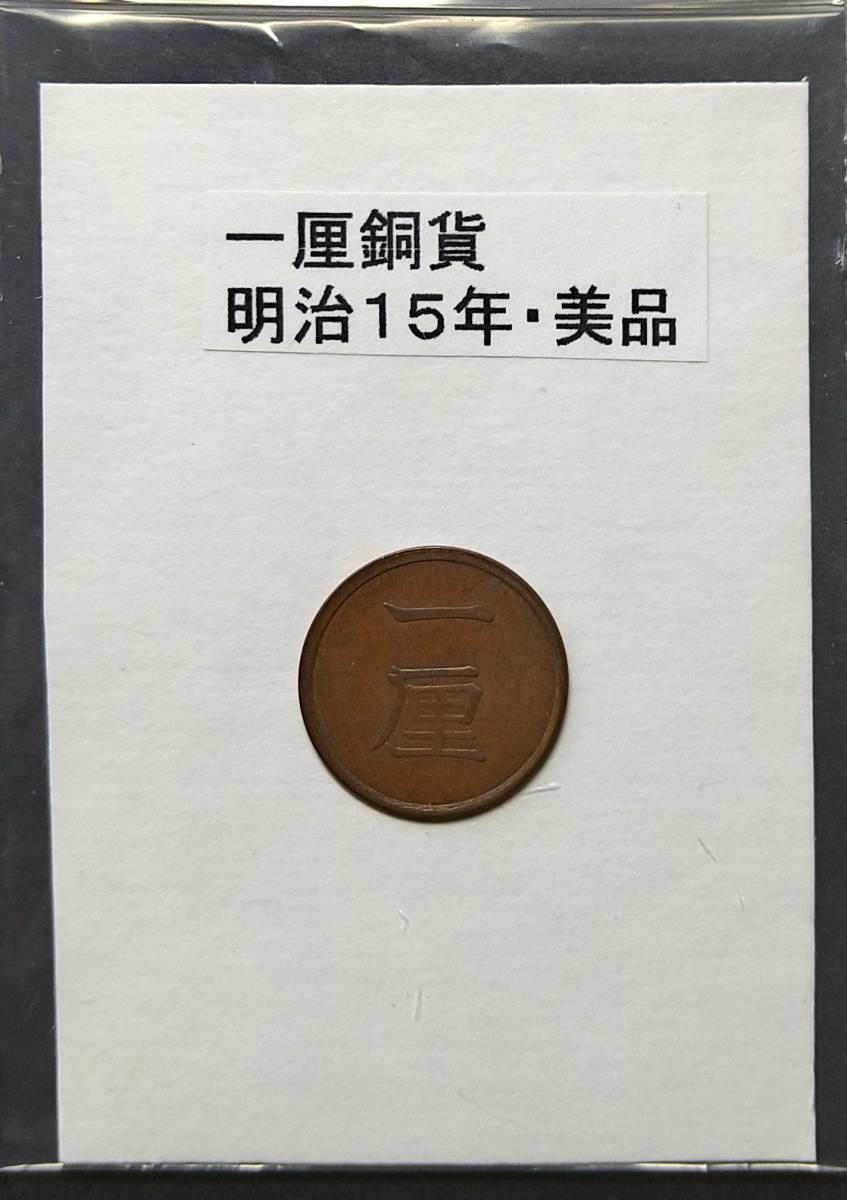 一厘銅貨
明治15年・美品
一
厘